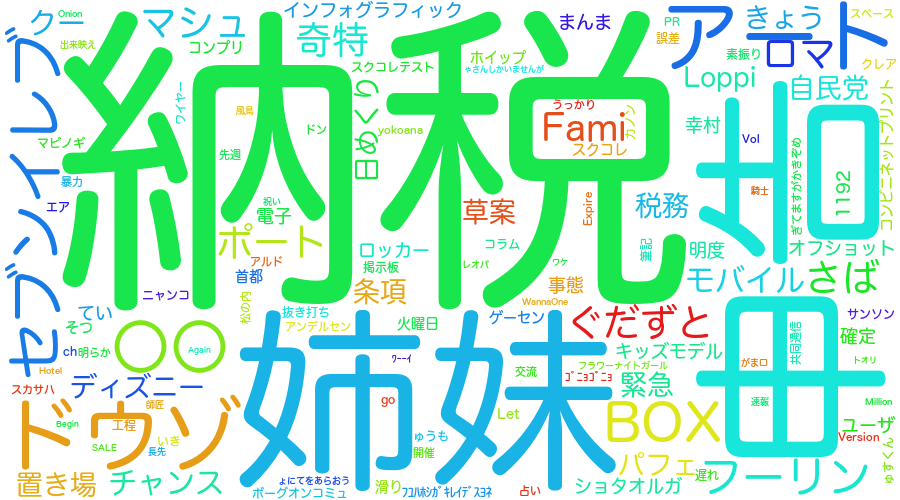 納税
姉妹
申告
ドウゾ
○○
アート
セブンイレブン
マシュ
奇特
インフォグラフィック
まんま
きょう
ロマ
Loppi
自民党
Fami
BOX
ポート
税務
草案
モバイル
さば
ぐだずと
ディズニー
置き場
チャンス
パフェ
フーリン
日めくり
条項
緊急
キッズモデル
ショタオルガ
オフショット
明度
幸村
1192
確定
ユーザ
サンソン
事態
ロッカー
掲示板
電子
首都
コンプリ
クー
Onion
出来映え
マビノギ
暴力
エア
ニャンコ
てい
そつ
ch
明らか
Hotel
スカサハ
Again
Begin
師匠
工程
SALE
いき
長先
ワイヤー
風鳥
先週
ドン
祝い
アルド
松の内
抜き打ち
アンデルセン
火曜日
ゲーセン
スクコレテスト
ホイップ
ゃさんしかいませんが
yokoana
うっかり
カノン
スクコレ
Expire
筆記
コラム
レオパ
ワケ
WannaOne
PR
誤差
素振り
Vol
騎士
スペース
クレア
コンビニネットプリント
ぎてますがかきぞめ
フラワーナイトガール
ｺﾞﾆｮｺﾞﾆｮ
ﾜｰｰｲ
交流
go
Let
ゅうも
開催
滑り
占い
ょにてをあらおう
ボーグオンコミュ
ﾌﾕﾊﾎｼｶﾞｷﾚｲﾃﾞｽﾖﾈ
遅れ
速報
がまロ
共同通信
トオリ
Million
Version
ゅすくん